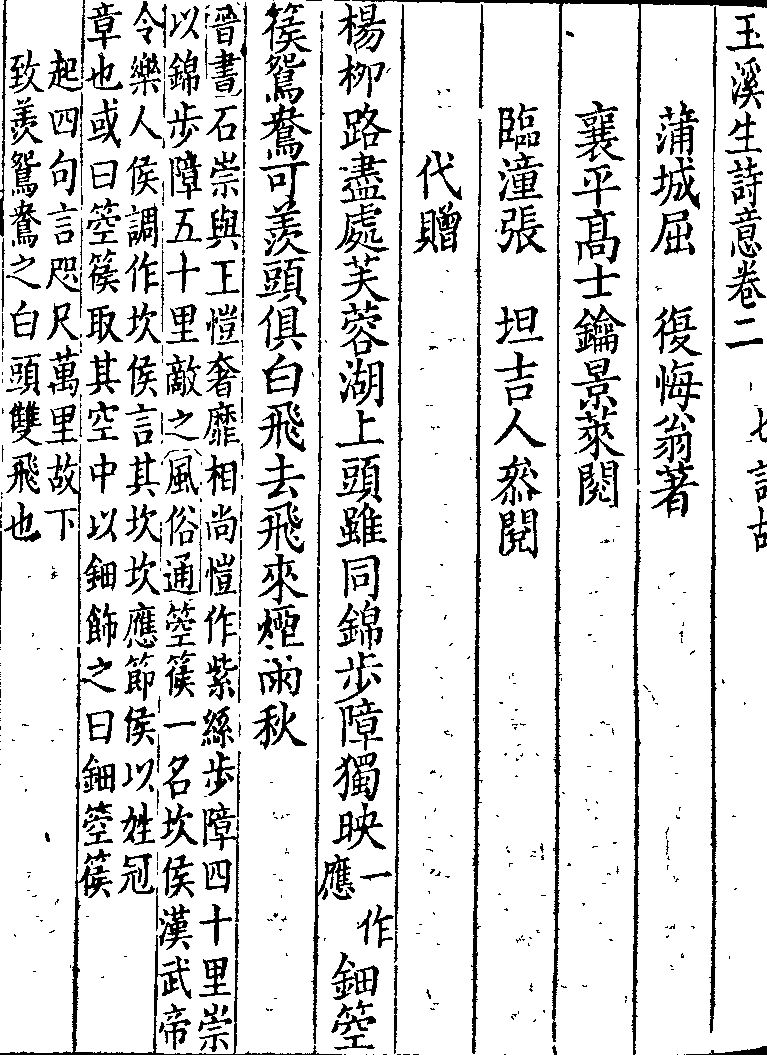 玉溪生詩意卷二 七言古
蒲城屈 復悔翁著
襄平高士鑰景萊閱
臨潼張 坦吉人叅閱
代贈
楊柳路盡處芙蓉湖上頭雖同錦步障獨映一作應鈿箜
篌鴛鴦可羨頭俱白飛去飛來煙雨秋
晉書石崇與王愷奢靡相尚愷作紫絲步障四十里崇
以錦步障五十里敵之風俗通箜篌一名坎侯漢武帝
令樂人侯調作坎侯言其坎坎應節侯以姓冠
章也或曰箜篌取其空中以鈿飾之曰鈿箜篌
起四句言咫尺萬里故下
致羨鴛鴦之白頭雙飛也